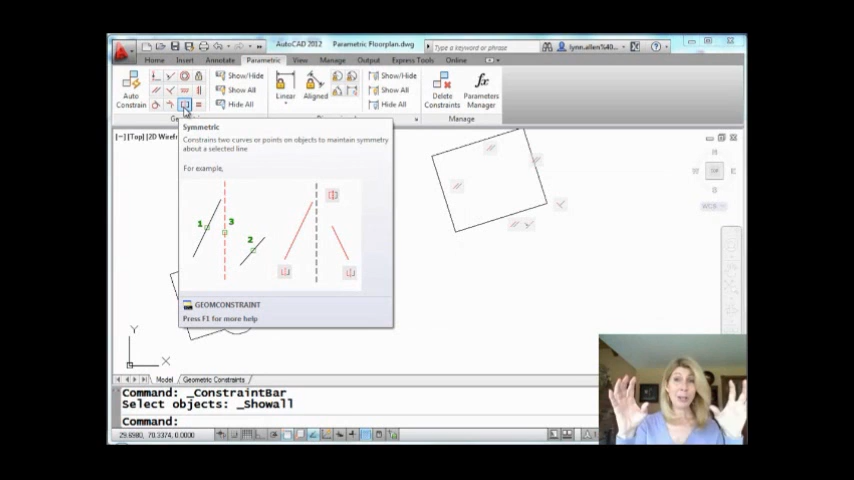 AutoCAD 2012 Parametric Floorplan.dwg
Type a keyword or phrase
lynn.allen
Home Insert Annotate Parametric View Manage Output Express Tools Online
Auto Constrain
Show/Hide
Show All
Hide All
Linear
Aligned
Show/Hide
Show All
Hide All
Delete Constraints
fx
Parameters Manager
Manage
[−] [Top] [2D Wirefr
Symmetric
Constrains two curves or points on objects to maintain symmetry
about a selected line
For example,
1
3
2
GEOMCONSTRAINT
Press F1 for more help
TOP
Y
X
Model Geometric Constraints
Command: _ConstraintBar
Select objects: _Showall
Command: